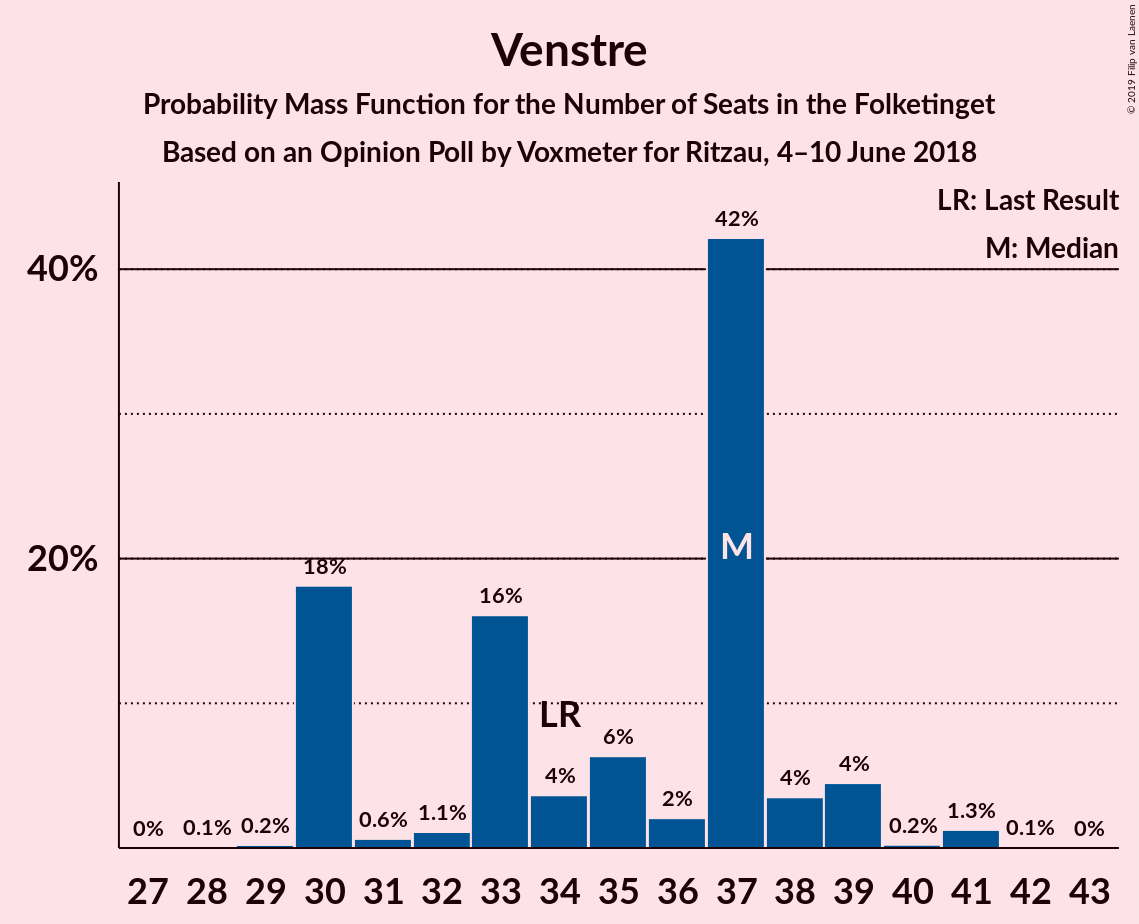 Venstre
Probability Mass Function for the Number of Seats in the Folketinget
Based on an Opinion Poll by Voxmeter for Ritzau, 4–10 June 2018
© 2019 Filip van Laenen
LR: Last Result
M: Median
40%
20%
0%
0.1%
0.2%
18%
0.6%
1.1%
16%
LR
4%
6%
2%
42%
M
4%
4%
0.2%
1.3%
0.1%
0%
27 28 29 30 31 32 33 34 35 36 37 38 39 40 41 42 43